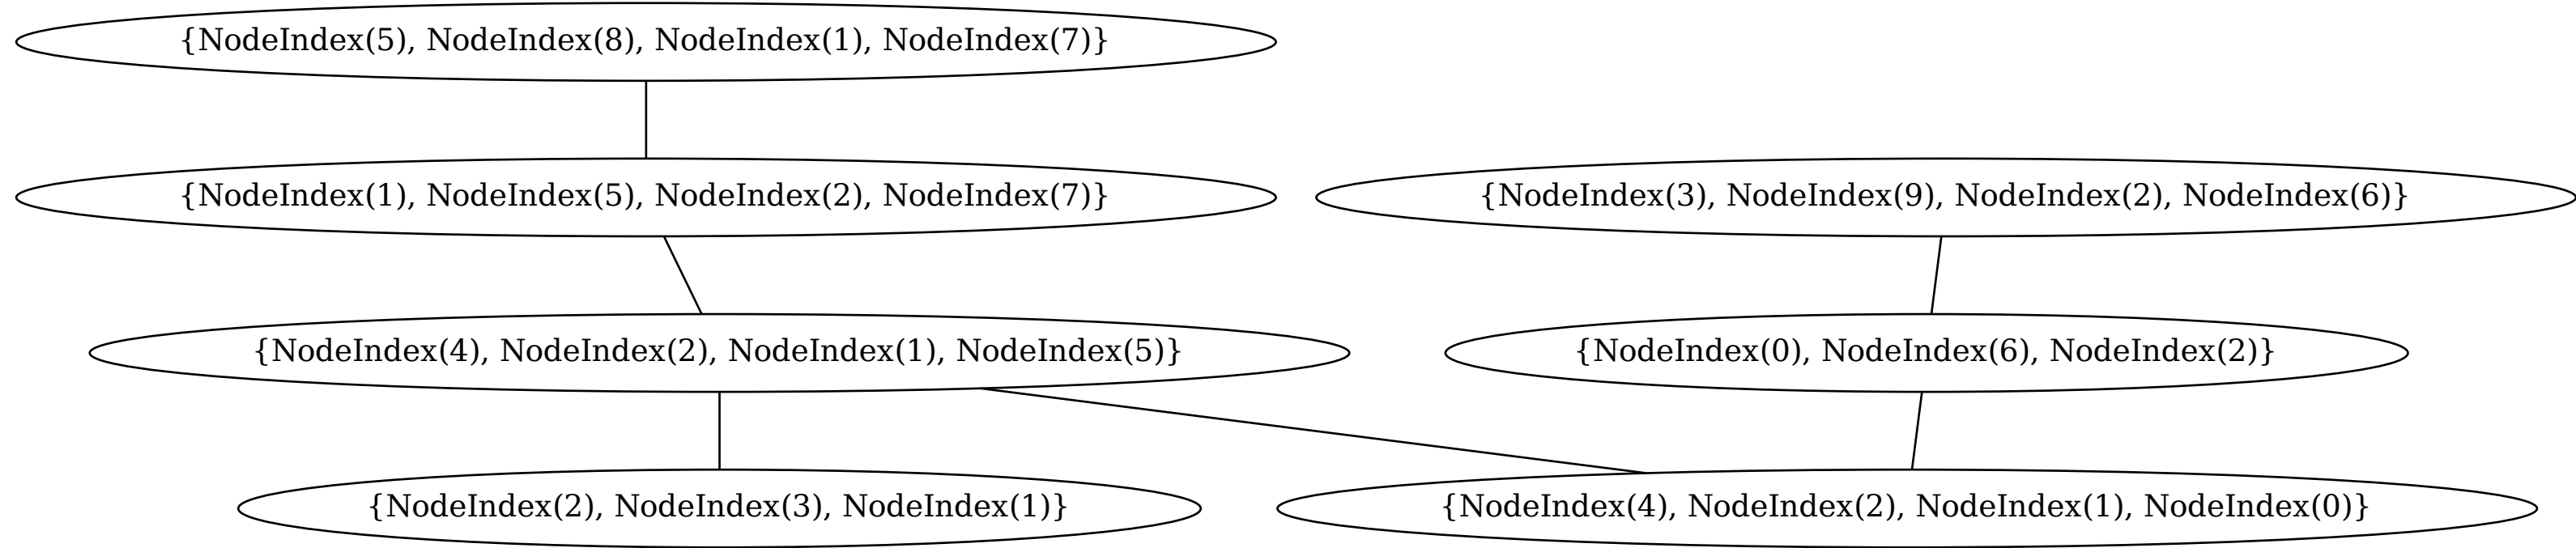 {NodeIndex(5), NodeIndex(8), NodeIndex(1), NodeIndex(7)}
{NodeIndex(1), NodeIndex(5), NodeIndex(2), NodeIndex(7)}
{NodeIndex(3), NodeIndex(9), NodeIndex(2), NodeIndex(6)}
{NodeIndex(4), NodeIndex(2), NodeIndex(1), NodeIndex(5)}
{NodeIndex(0), NodeIndex(6), NodeIndex(2)}
{NodeIndex(2), NodeIndex(3), NodeIndex(1)}
{NodeIndex(4), NodeIndex(2), NodeIndex(1), NodeIndex(0)}